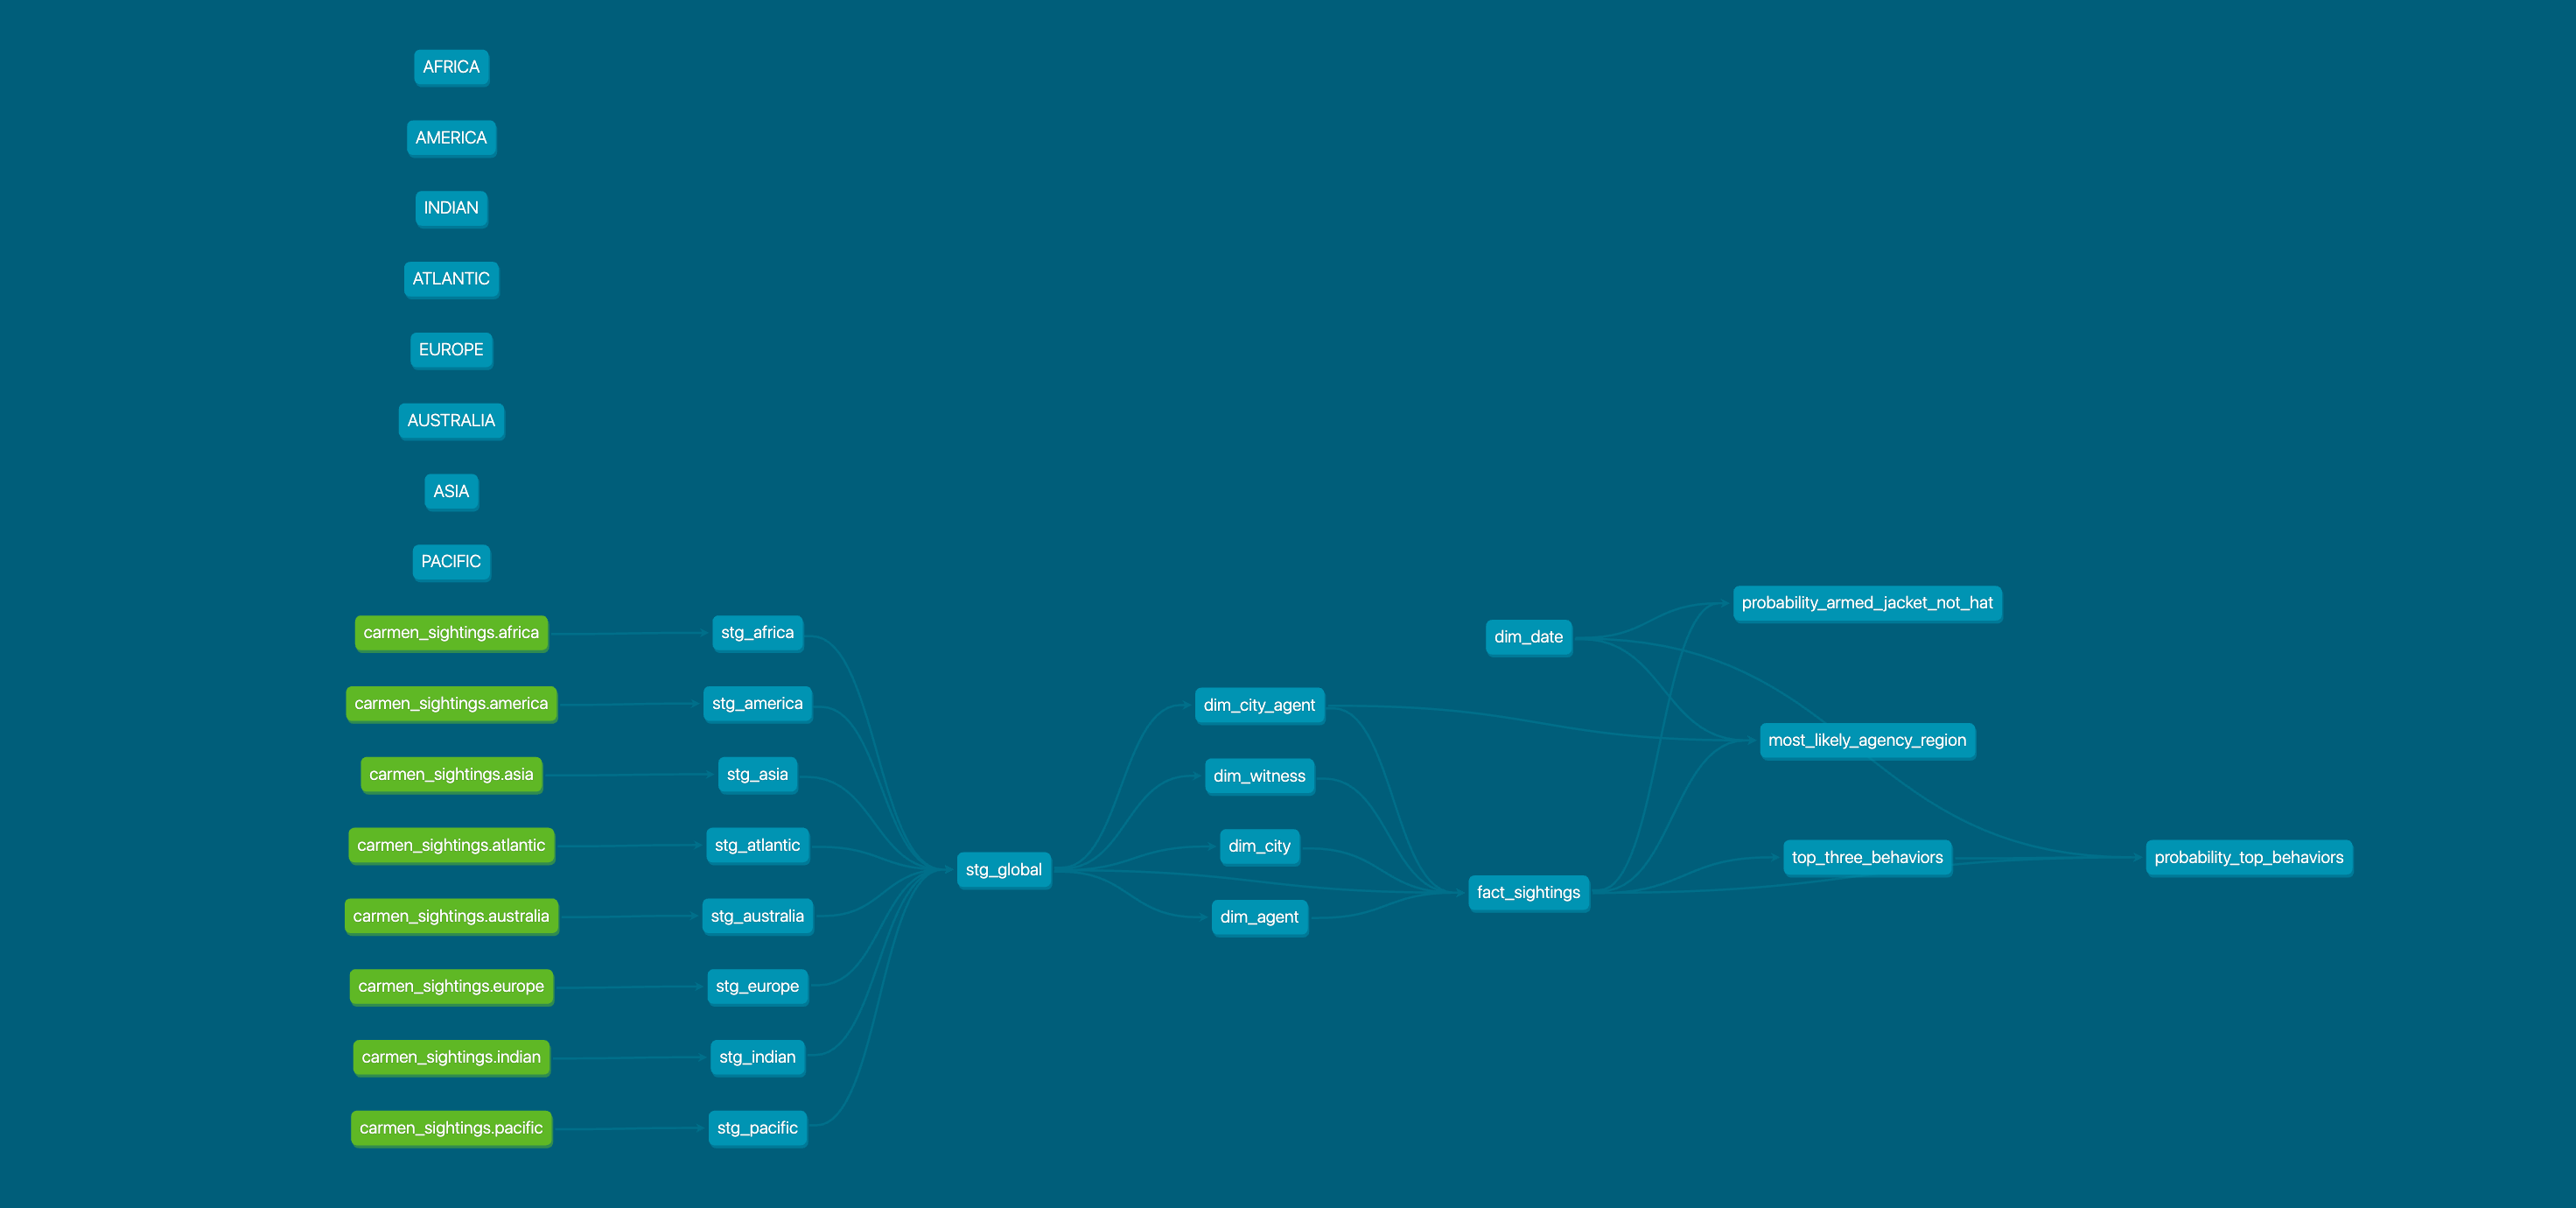 AFRICA
AMERICA
INDIAN
ATLANTIC
EUROPE
AUSTRALIA
ASIA
PACIFIC
carmen_sightings.africa
carmen_sightings.america
carmen_sightings.asia
carmen_sightings.atlantic
carmen_sightings.australia
carmen_sightings.europe
carmen_sightings.indian
carmen_sightings.pacific
stg_africa
stg_america
stg_asia
stg_atlantic
stg_australia
stg_europe
stg_indian
stg_pacific
stg_global
dim_city_agent
dim_witness
dim_city
dim_agent
dim_date
fact_sightings
probability_armed_jacket_not_hat
most_likely_agency_region
top_three_behaviors
probability_top_behaviors